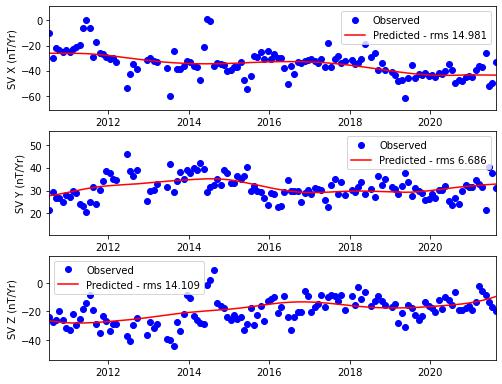 SV X (nT/Yr)
0
−20
−40
−60
Observed
Predicted - rms 14.981
2012
2014
2016
2018
2020
SV Y (nT/Yr)
50
40
30
20
Observed
Predicted - rms 6.686
2012
2014
2016
2018
2020
SV Z (nT/Yr)
0
−20
−40
Observed
Predicted - rms 14.109
2012
2014
2016
2018
2020